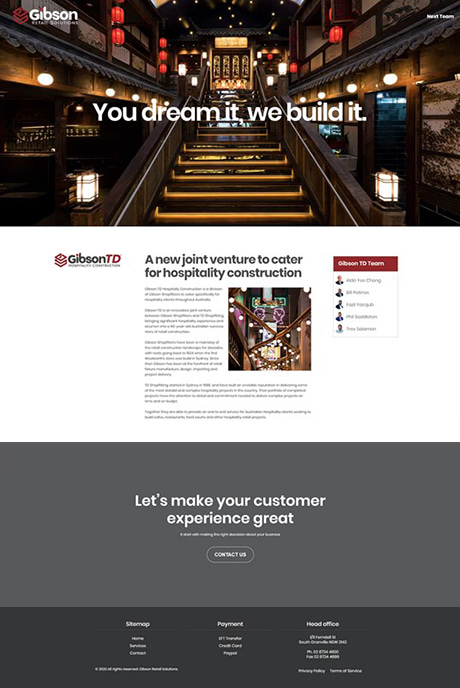 Gibson
RETAIL SOLUTIONS
Next Team
You dream it, we build it.
GibsonTD
HOSPITALITY CONSTRUCTION
A new joint venture to cater
for hospitality construction
Gibson TD Hospitality Construction is a division
of Gibson Shopfitters to cater specifically for
hospitality clients throughout Australia.
Gibson TD is an innovative joint venture
between Gibson Shopfitters and TD Shopfitting,
bringing significant hospitality experience and
acumen into a 90-year-old Australian success
story of retail construction.
Gibson Shopfitters have been a mainstay of
the retail construction landscape for decades
with roots going back to 1924 when the first
Woolworths store was build in Sydney. Since
then Gibson has been at the forefront of retail
fixture manufacture, design, importing and
project delivery.
TD Shopfitting started in Sydney, in 1996, and have built an enviable reputation in delivering some
of the most detailed and complex hospitality projects in the country. Their portfolio of completed
projects have the attention to detail and commitment needed to deliver complex projects on
time and on budget.
Together they are able to provide an end to end service for Australian Hospitality clients seeking to
build cafes, restaurants, food courts and other hospitality retail projects.
Gibson TD Team
Aldo Yoo Chong
Bill Patinos
Fadi Yacoub
Phil Saddleton
Troy Salamon
Let's make your customer
experience great
It start with making the right descision about your business
CONTACT US
Sitemap
Home
Services
Contact
Payment
EFT Transfer
Credit Card
Paypal
Head office
1/9 Ferndell St
South Granville NSW 2142
Ph. 02 8724 4600
Fax 02 8724 4699
© 2020 All rights reserved. Gibson Retail Solutions.
Privacy Policy
Terms of Service